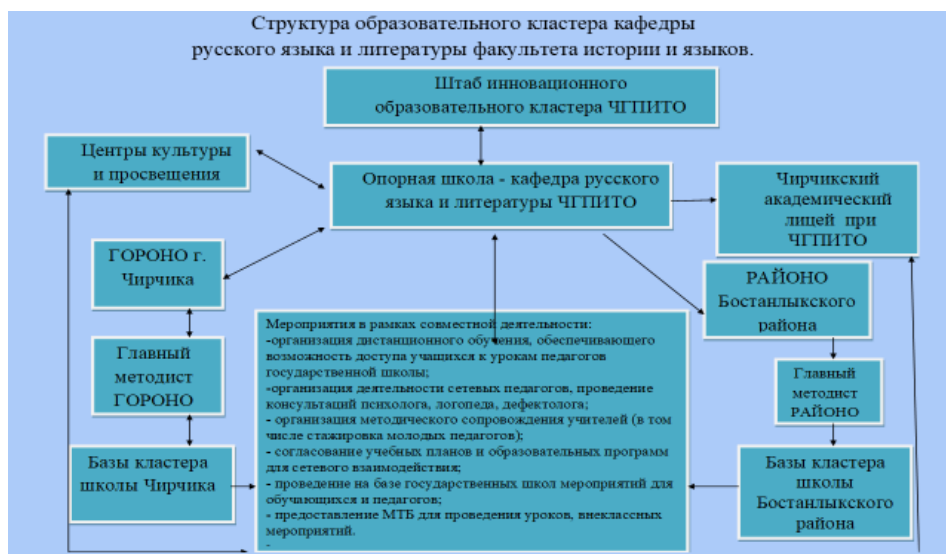 Структура образовательного кластера кафедры
русского языка и литературы факультета истории и языков.
Штаб инновационного
образовательного кластера ЧГПИТО
Центры культуры
и просвещения
Опорная школа - кафедра русского
языка и литературы ЧГПИТО
Чирчикский
академический
лицей при
ЧГПИТО
ГОРОНО г.
Чирчика
РАЙОНО
Бостанлыкского
района
Главный
методист
ГОРОНО
Мероприятия в рамках совместной деятельности:
-организация дистанционного обучения, обеспечивающего
возможность доступа учащихся к урокам педагогов
государственной школы;
-организация деятельности сетевых педагогов, проведение
консультаций психолога, логопеда, дефектолога;
- организация методического сопровождения учителей (в том
числе стажировка молодых педагогов);
- согласование учебных планов и образовательных программ
для сетевого взаимодействия;
- проведение на базе государственных школ мероприятий для
обучающихся и педагогов;
- предоставление МТБ для проведения уроков, внеклассных
мероприятий.
-
Главный
методист
РАЙОНО
Базы кластера
школы Чирчика
Базы кластера
школы
Бостанлыкского
района